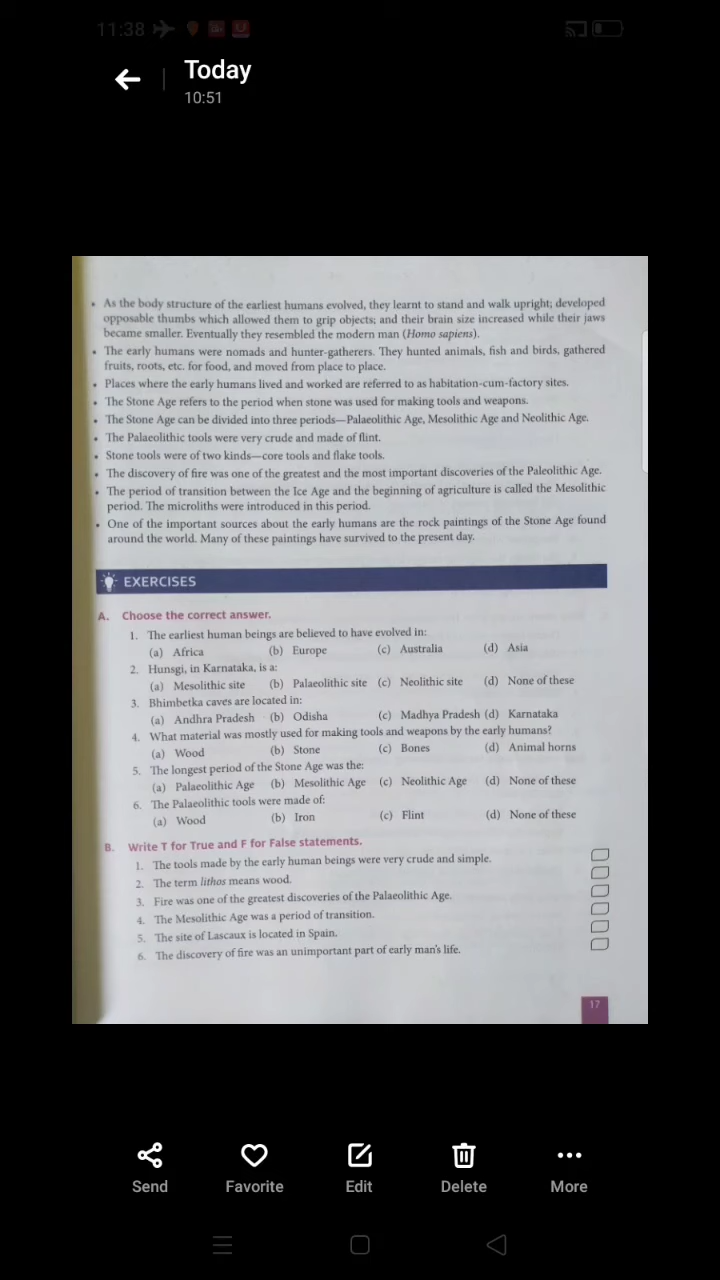 11:38
Today
10:51
• As the body structure of the earliest humans evolved, they learnt to stand and walk upright; developed
opposable thumbs which allowed them to grip objects; and their brain size increased while their jaws
became smaller. Eventually they resembled the modern man (Homo sapiens).
• The early humans were nomads and hunter-gatherers. They hunted animals, fish and birds, gathered
fruits, roots, etc. for food, and moved from place to place.
• Places where the early humans lived and worked are referred to as habitation-cum-factory sites.
• The Stone Age refers to the period when stone was used for making tools and weapons.
• The Stone Age can be divided into three periods—Palaeolithic Age, Mesolithic Age and Neolithic Age.
• The Palaeolithic tools were very crude and made of flint.
• Stone tools were of two kinds—core tools and flake tools.
• The discovery of fire was one of the greatest and the most important discoveries of the Paleolithic Age.
• The period of transition between the Ice Age and the beginning of agriculture is called the Mesolithic
period. The microliths were introduced in this period.
• One of the important sources about the early humans are the rock paintings of the Stone Age found
around the world. Many of these paintings have survived to the present day.
EXERCISES
A. Choose the correct answer.
1. The earliest human beings are believed to have evolved in:
(a) Africa (b) Europe (c) Australia (d) Asia
2. Hunsgi, in Karnataka, is a:
(a) Mesolithic site (b) Palaeolithic site (c) Neolithic site (d) None of these
3. Bhimbetka caves are located in:
(a) Andhra Pradesh (b) Odisha (c) Madhya Pradesh (d) Karnataka
4. What material was mostly used for making tools and weapons by the early humans?
(a) Wood (b) Stone (c) Bones (d) Animal horns
5. The longest period of the Stone Age was the:
(a) Palaeolithic Age (b) Mesolithic Age (c) Neolithic Age (d) None of these
6. The Palaeolithic tools were made of:
(a) Wood (b) Iron (c) Flint (d) None of these
B. Write T for True and F for False statements.
1. The tools made by the early human beings were very crude and simple.
2. The term lithos means wood.
3. Fire was one of the greatest discoveries of the Palaeolithic Age.
4. The Mesolithic Age was a period of transition.
5. The site of Lascaux is located in Spain.
6. The discovery of fire was an unimportant part of early man's life.
17
Send Favorite Edit Delete More